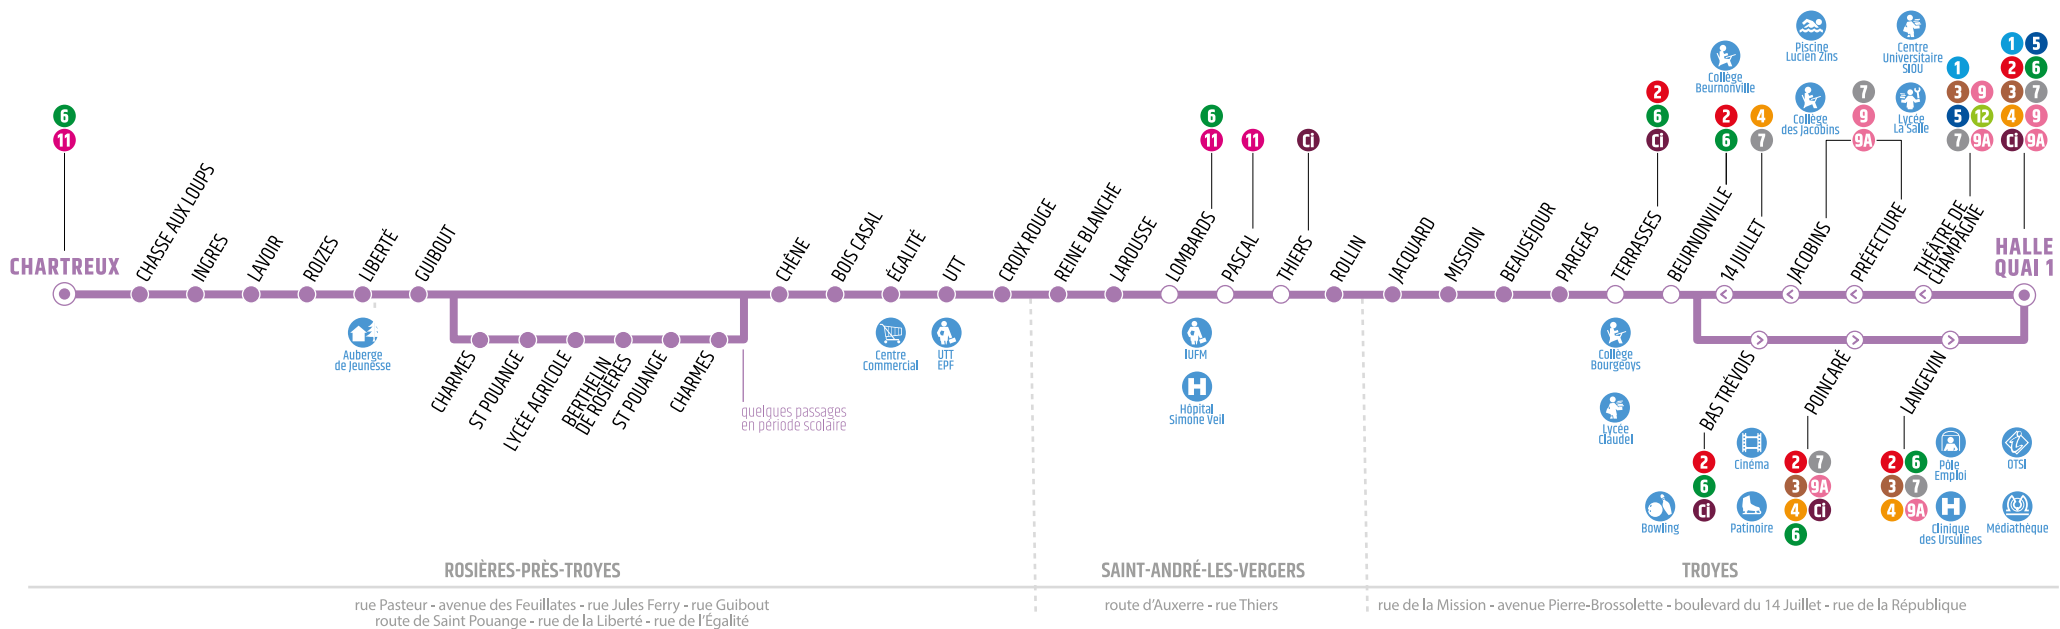 6
11
CHARTREUX
CHASSE AUX LOUPS
INGRES
LAVOIR
ROIZES
LIBERTÉ
GUIBOUT
Auberge
de Jeunesse
CHARMES
ST POUANGE
LYCÉE AGRICOLE
BERTHELIN
DE ROSIÈRES
ST POUANGE
CHARMES
quelques passages
en période scolaire
CHÊNE
BOIS CASAL
ÉGALITÉ
UTT
CROIX ROUGE
Centre
Commercial
UTT
EPF
REINE BLANCHE
LAROUSSE
6
11
LOMBARDS
11
PASCAL
Ci
THIERS
ROLLIN
IUFM
H
Hôpital
Simone Veil
JACQUARD
MISSION
BEAUSÉJOUR
PARGEAS
2
6
Ci
TERRASSES
Collège
Bourgeoys
Lycée
Claudel
Collège
Beurnonville
2
6
BEURNONVILLE
4
7
14 JUILLET
Piscine
Lucien Zins
Collège
des Jacobins
7
9
9A
JACOBINS
PRÉFECTURE
Centre
Universitaire
SIOU
Lycée
La Salle
1
3 9
5 12
7 9A
THÉÂTRE DE
CHAMPAGNE
1 5
2 6
3 7
4 9
Ci 9A
HALLE
QUAI 1
BAS TRÉVOIS
2
6
Ci
Bowling
Cinéma
Patinoire
POINCARÉ
2 7
3 9A
4 Ci
6
LANGEVIN
2 6
3 7
4 9A
Pôle
Emploi
H
Clinique
des Ursulines
OTSI
Médiathèque
ROSIÈRES-PRÈS-TROYES
rue Pasteur - avenue des Feuillates - rue Jules Ferry - rue Guibout
route de Saint Pouange - rue de la Liberté - rue de l'Égalité
SAINT-ANDRÉ-LES-VERGERS
route d'Auxerre - rue Thiers
TROYES
rue de la Mission - avenue Pierre-Brossolette - boulevard du 14 Juillet - rue de la République